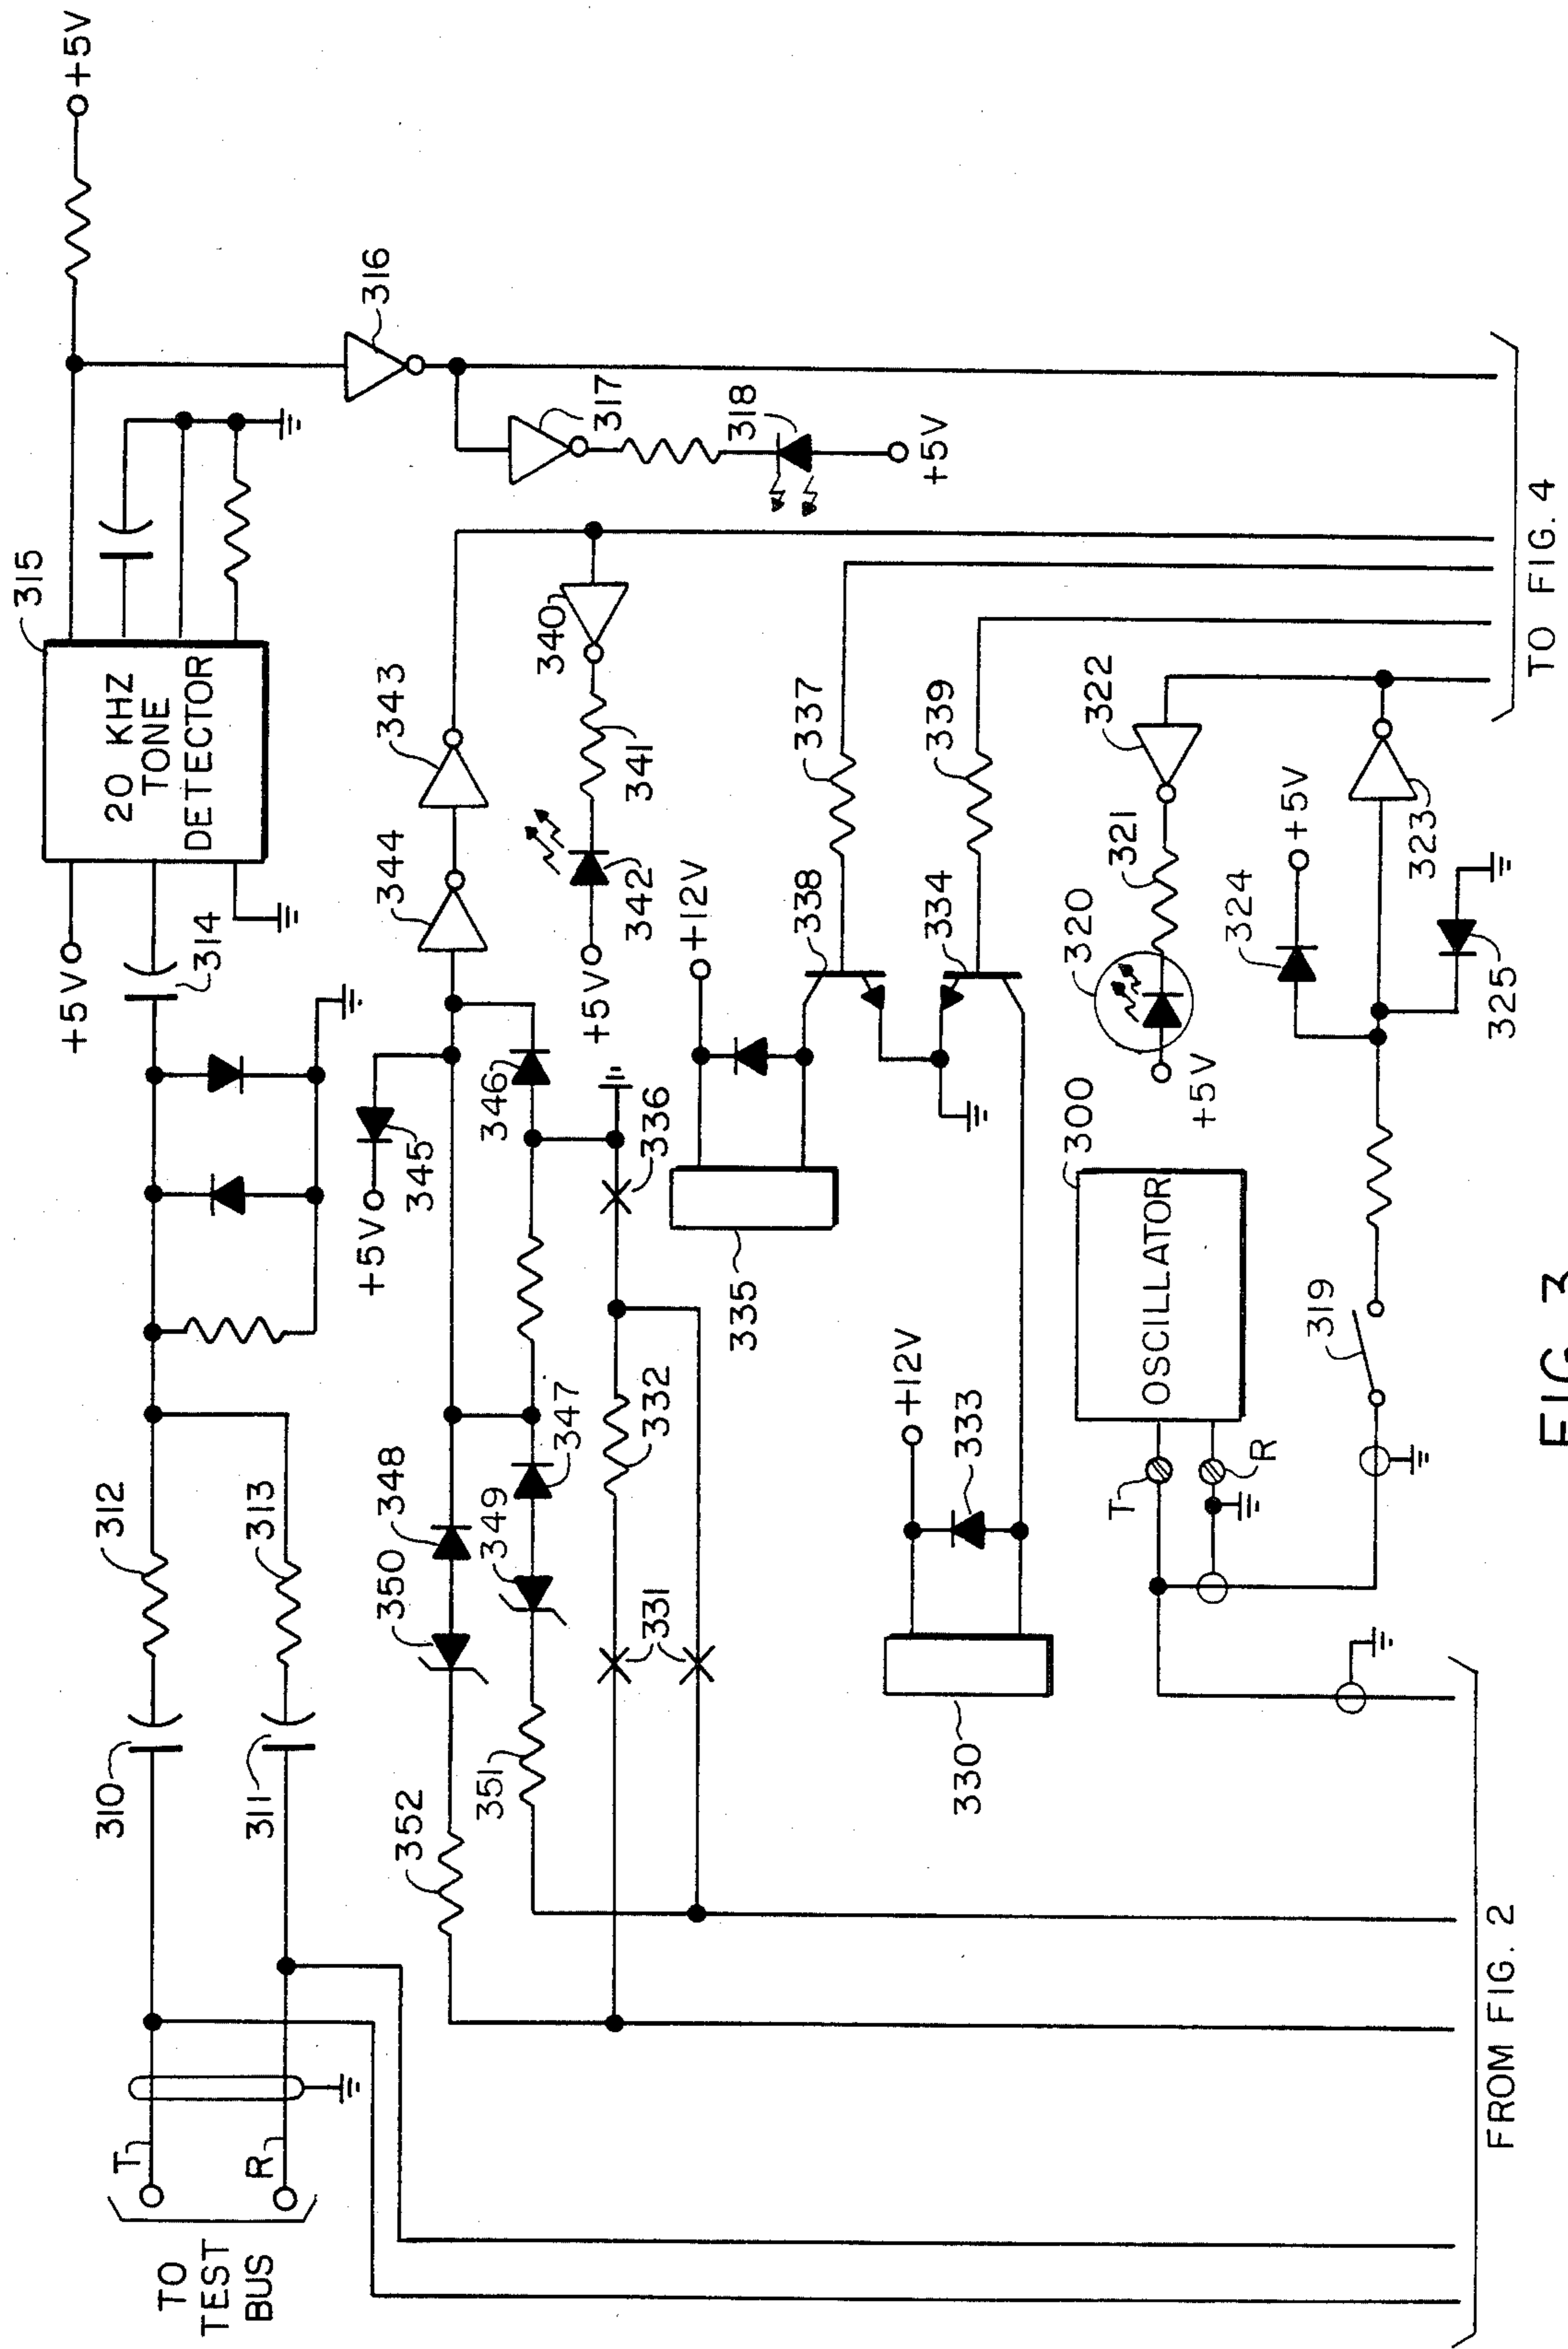 TO
TEST
BUS
T
R
310
311
312
313
314
+5V
315
20 KHZ
TONE
DETECTOR
+5V
316
317
318
+5V
352
350
348
+5V
345
344
343
351
349
347
346
+5V
342
341
340
331
332
336
335
+12V
338
337
334
339
330
+12V
333
T
R
300
OSCILLATOR
320
+5V
321
322
319
324
+5V
325
323
FROM FIG. 2
TO FIG. 4
FIG. 3